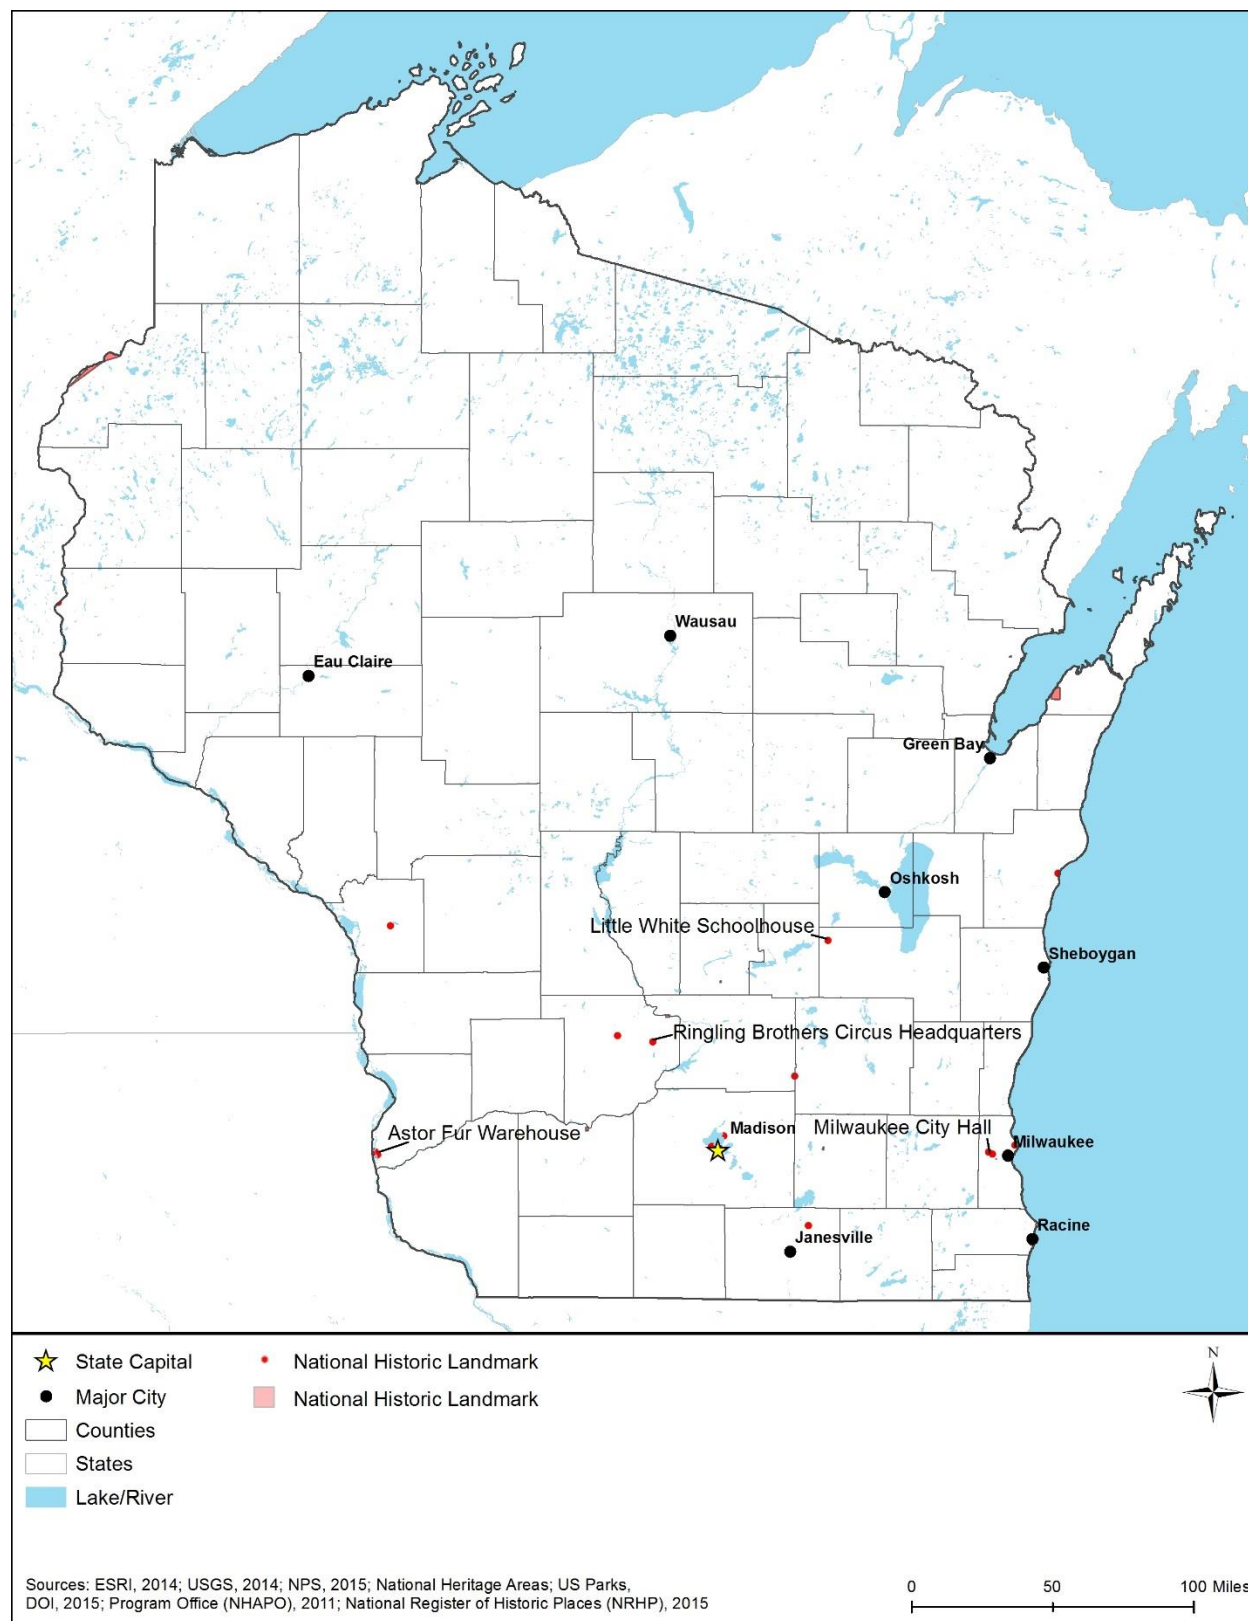 Wausau
Eau Claire
Green Bay
Oshkosh
Little White Schoolhouse
Sheboygan
Ringling Brothers Circus Headquarters
Astor Fur Warehouse
Madison
Milwaukee City Hall
Milwaukee
Racine
Janesville
State Capital
National Historic Landmark
Major City
National Historic Landmark
Counties
States
Lake/River
N
Sources: ESRI, 2014; USGS, 2014; NPS, 2015; National Heritage Areas; US Parks,
DOI, 2015; Program Office (NHAPO), 2011; National Register of Historic Places (NRHP), 2015
0 50 100 Miles